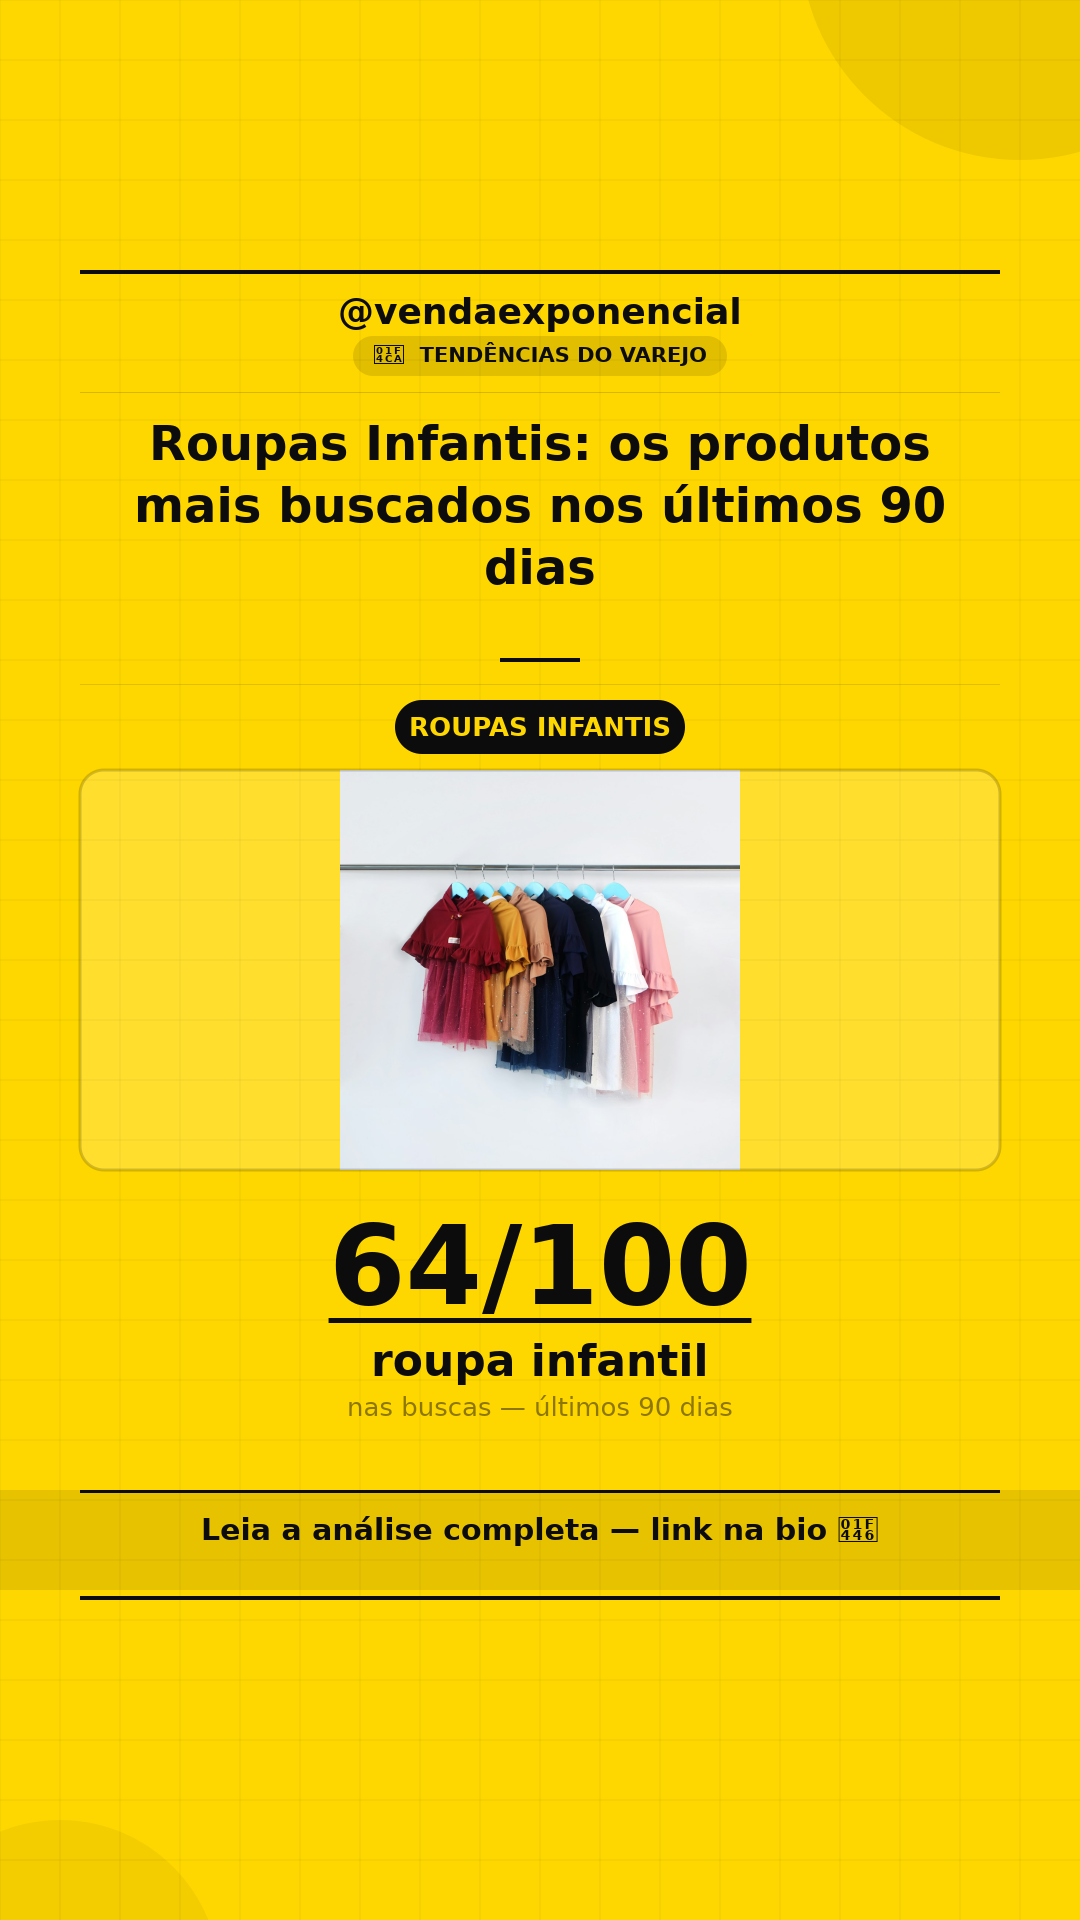 @vendaexponencial
TENDÊNCIAS DO VAREJO
Roupas Infantis: os produtos
mais buscados nos últimos 90
dias
ROUPAS INFANTIS
64/100
roupa infantil
nas buscas — últimos 90 dias
Leia a análise completa — link na bio